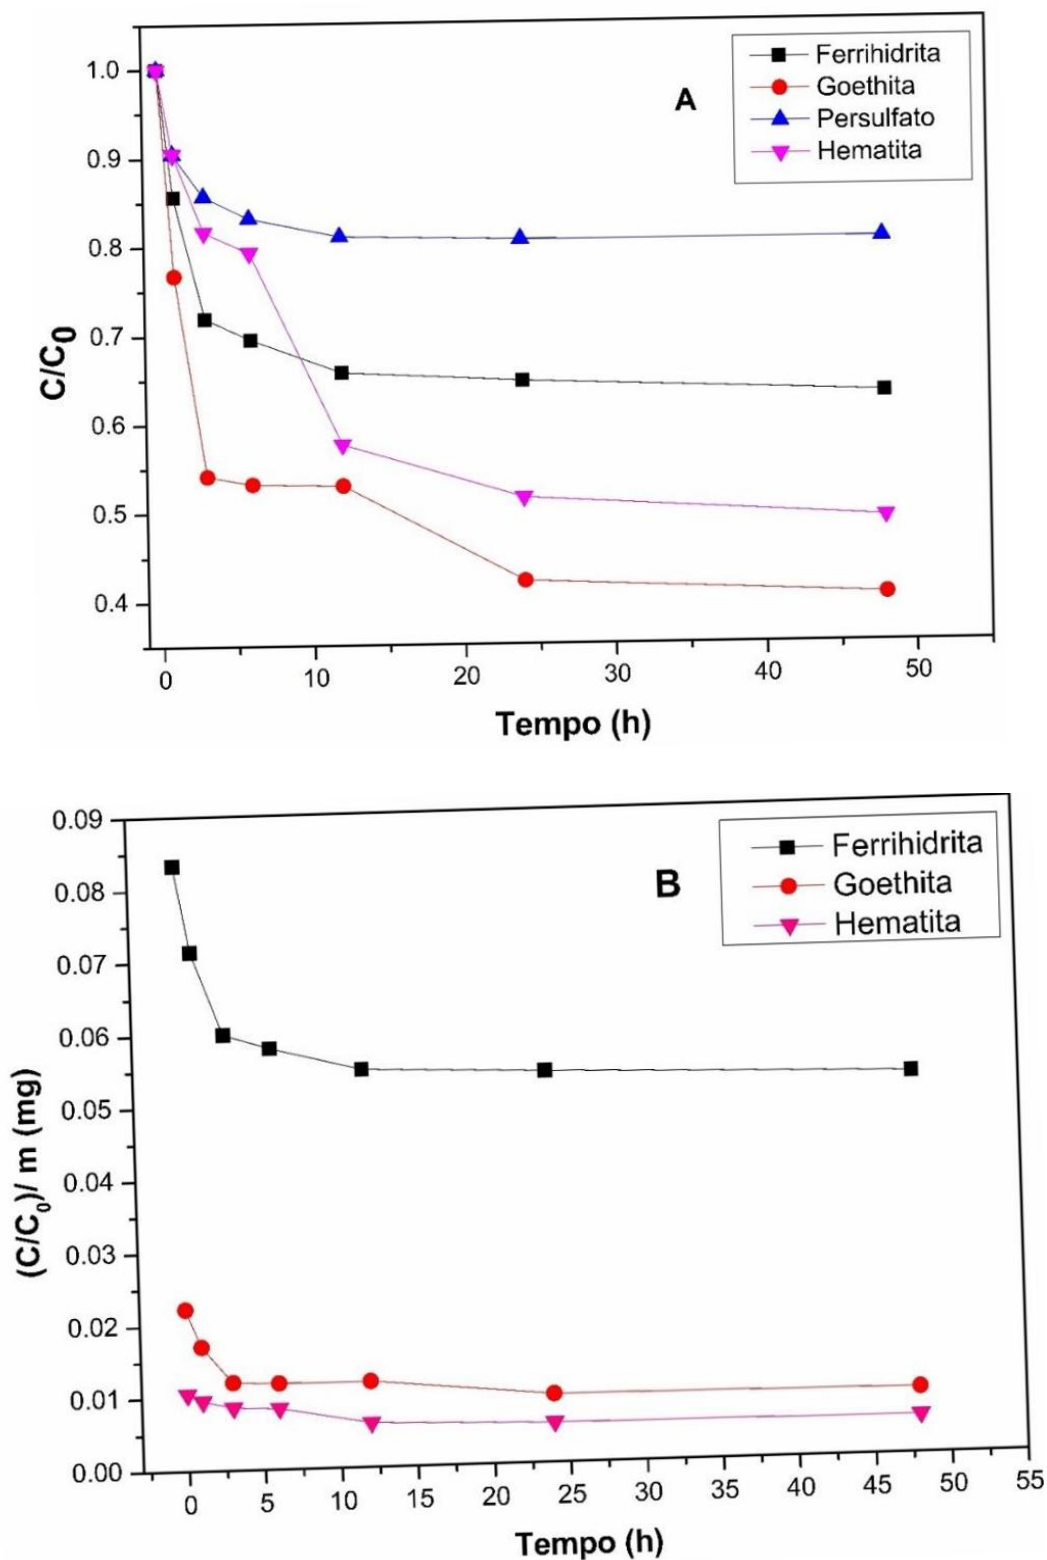 A
Ferrihidrita
Goethita
Persulfato
Hematita
1.0
0.9
0.8
0.7
0.6
0.5
0.4
C/C0
0
10
20
30
40
50
Tempo (h)
B
Ferrihidrita
Goethita
Hematita
0.09
0.08
0.07
0.06
0.05
0.04
0.03
0.02
0.01
0.00
(C/C0)/ m (mg)
0
5
10
15
20
25
30
35
40
45
50
55
Tempo (h)